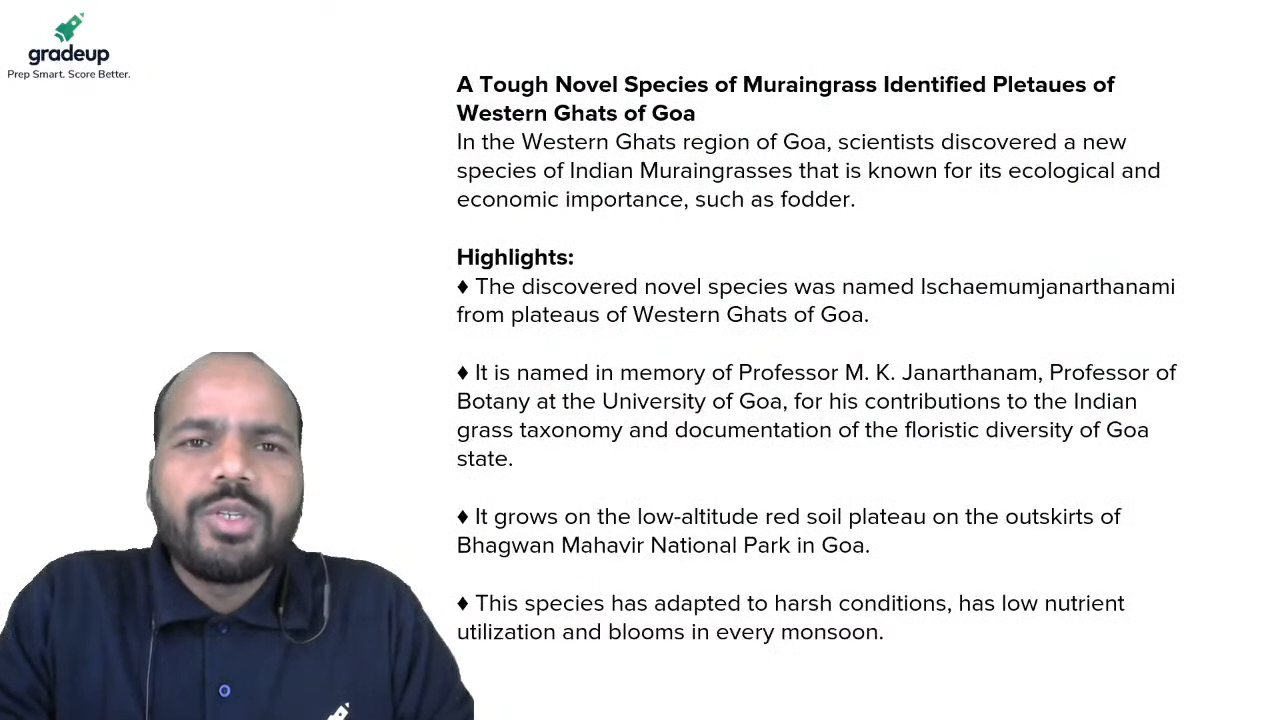 gradeup
Prep Smart. Score Better.
A Tough Novel Species of Muraingrass Identified Pletaues of
Western Ghats of Goa
In the Western Ghats region of Goa, scientists discovered a new
species of Indian Muraingrasses that is known for its ecological and
economic importance, such as fodder.
Highlights:
♦ The discovered novel species was named Ischaemumjanarthanami
from plateaus of Western Ghats of Goa.
♦ It is named in memory of Professor M. K. Janarthanam, Professor of
Botany at the University of Goa, for his contributions to the Indian
grass taxonomy and documentation of the floristic diversity of Goa
state.
♦ It grows on the low-altitude red soil plateau on the outskirts of
Bhagwan Mahavir National Park in Goa.
♦ This species has adapted to harsh conditions, has low nutrient
utilization and blooms in every monsoon.